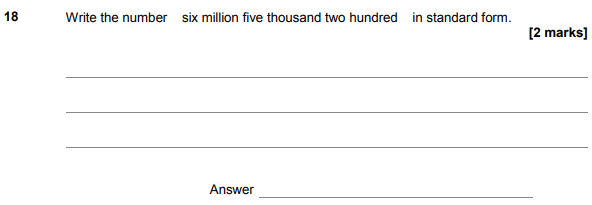 18 Write the number six million five thousand two hundred in standard form.
[2 marks]
Answer